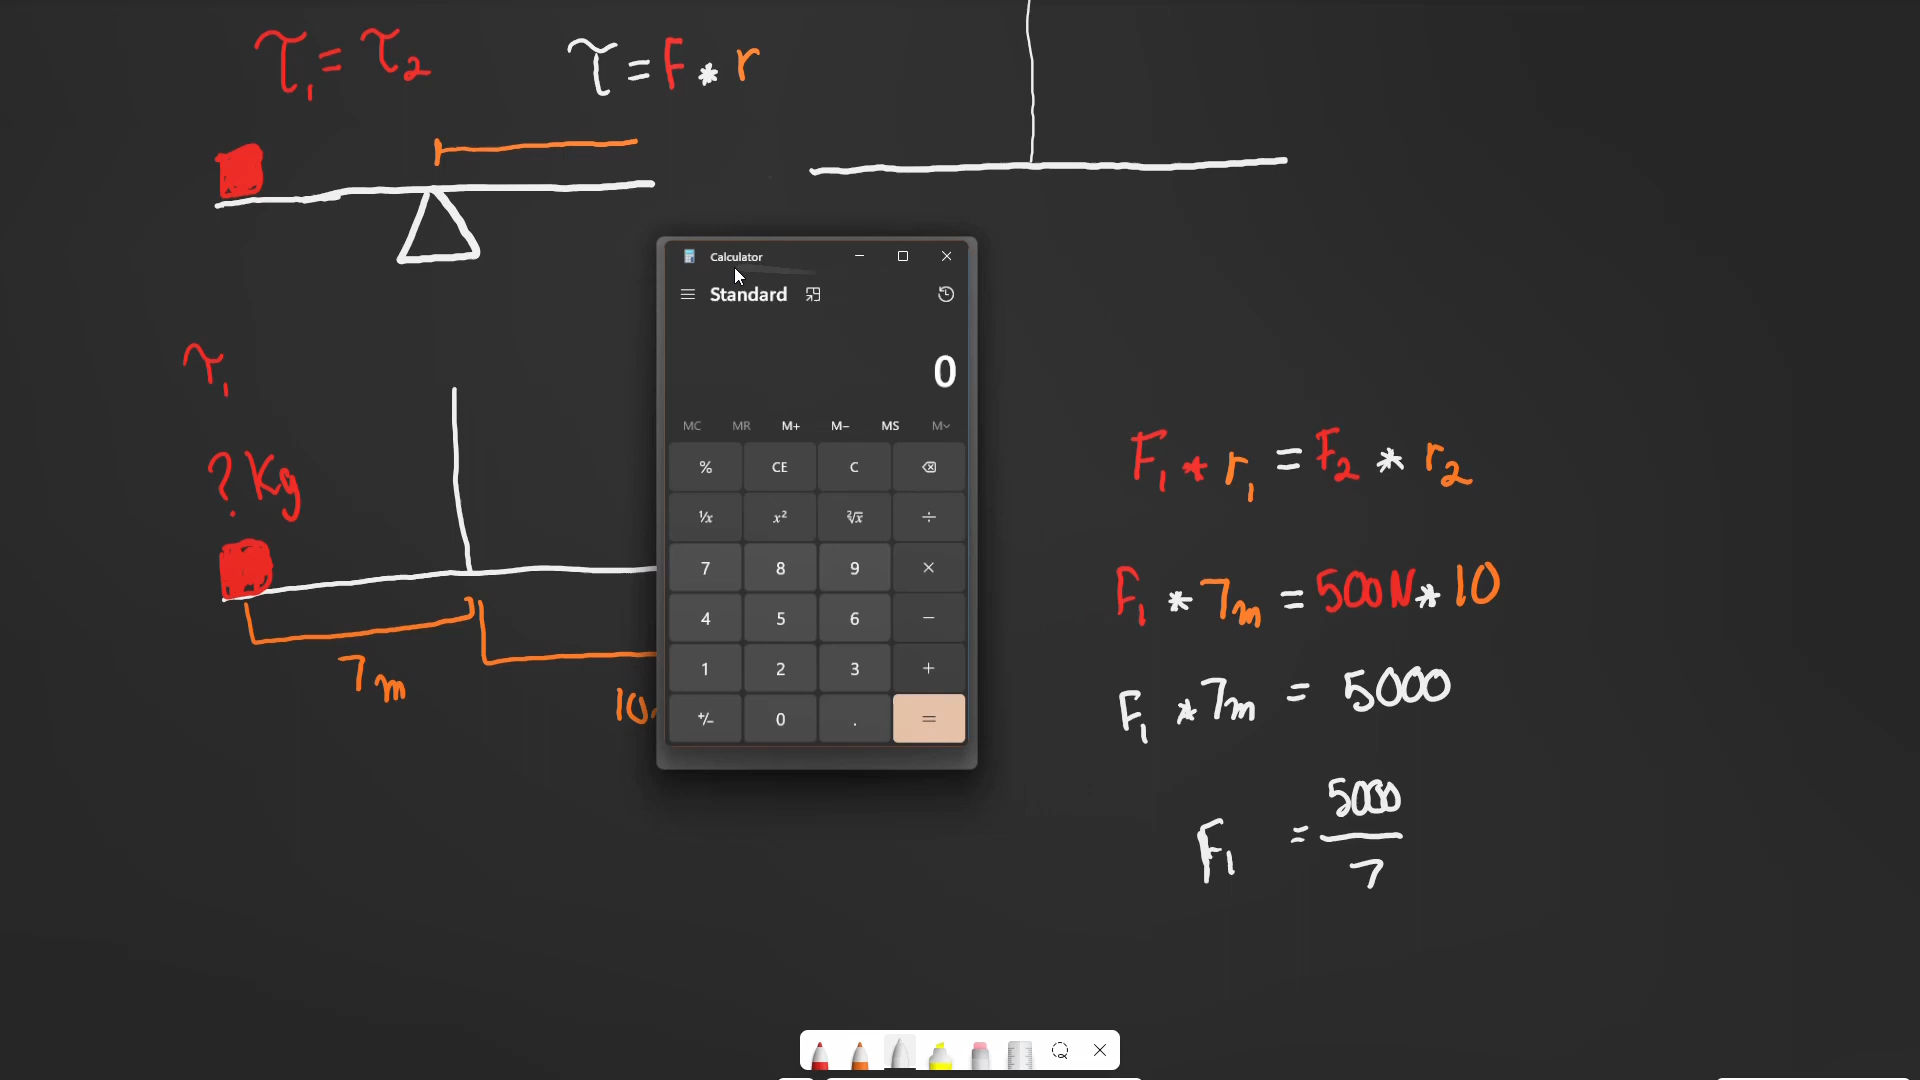 τ₁ = τ₂
τ = F * r
τ₁
? Kg
7m
10
Calculator
Standard
0
MC MR M+ M- MS M˅
% CE C
¹/x x² ²√x ÷
7 8 9 ×
4 5 6 −
1 2 3 +
+/- 0 . =
F₁ * r₁ = F₂ * r₂
F₁ * 7m = 500N * 10
F₁ * 7m = 5000
F₁ = 5000
7